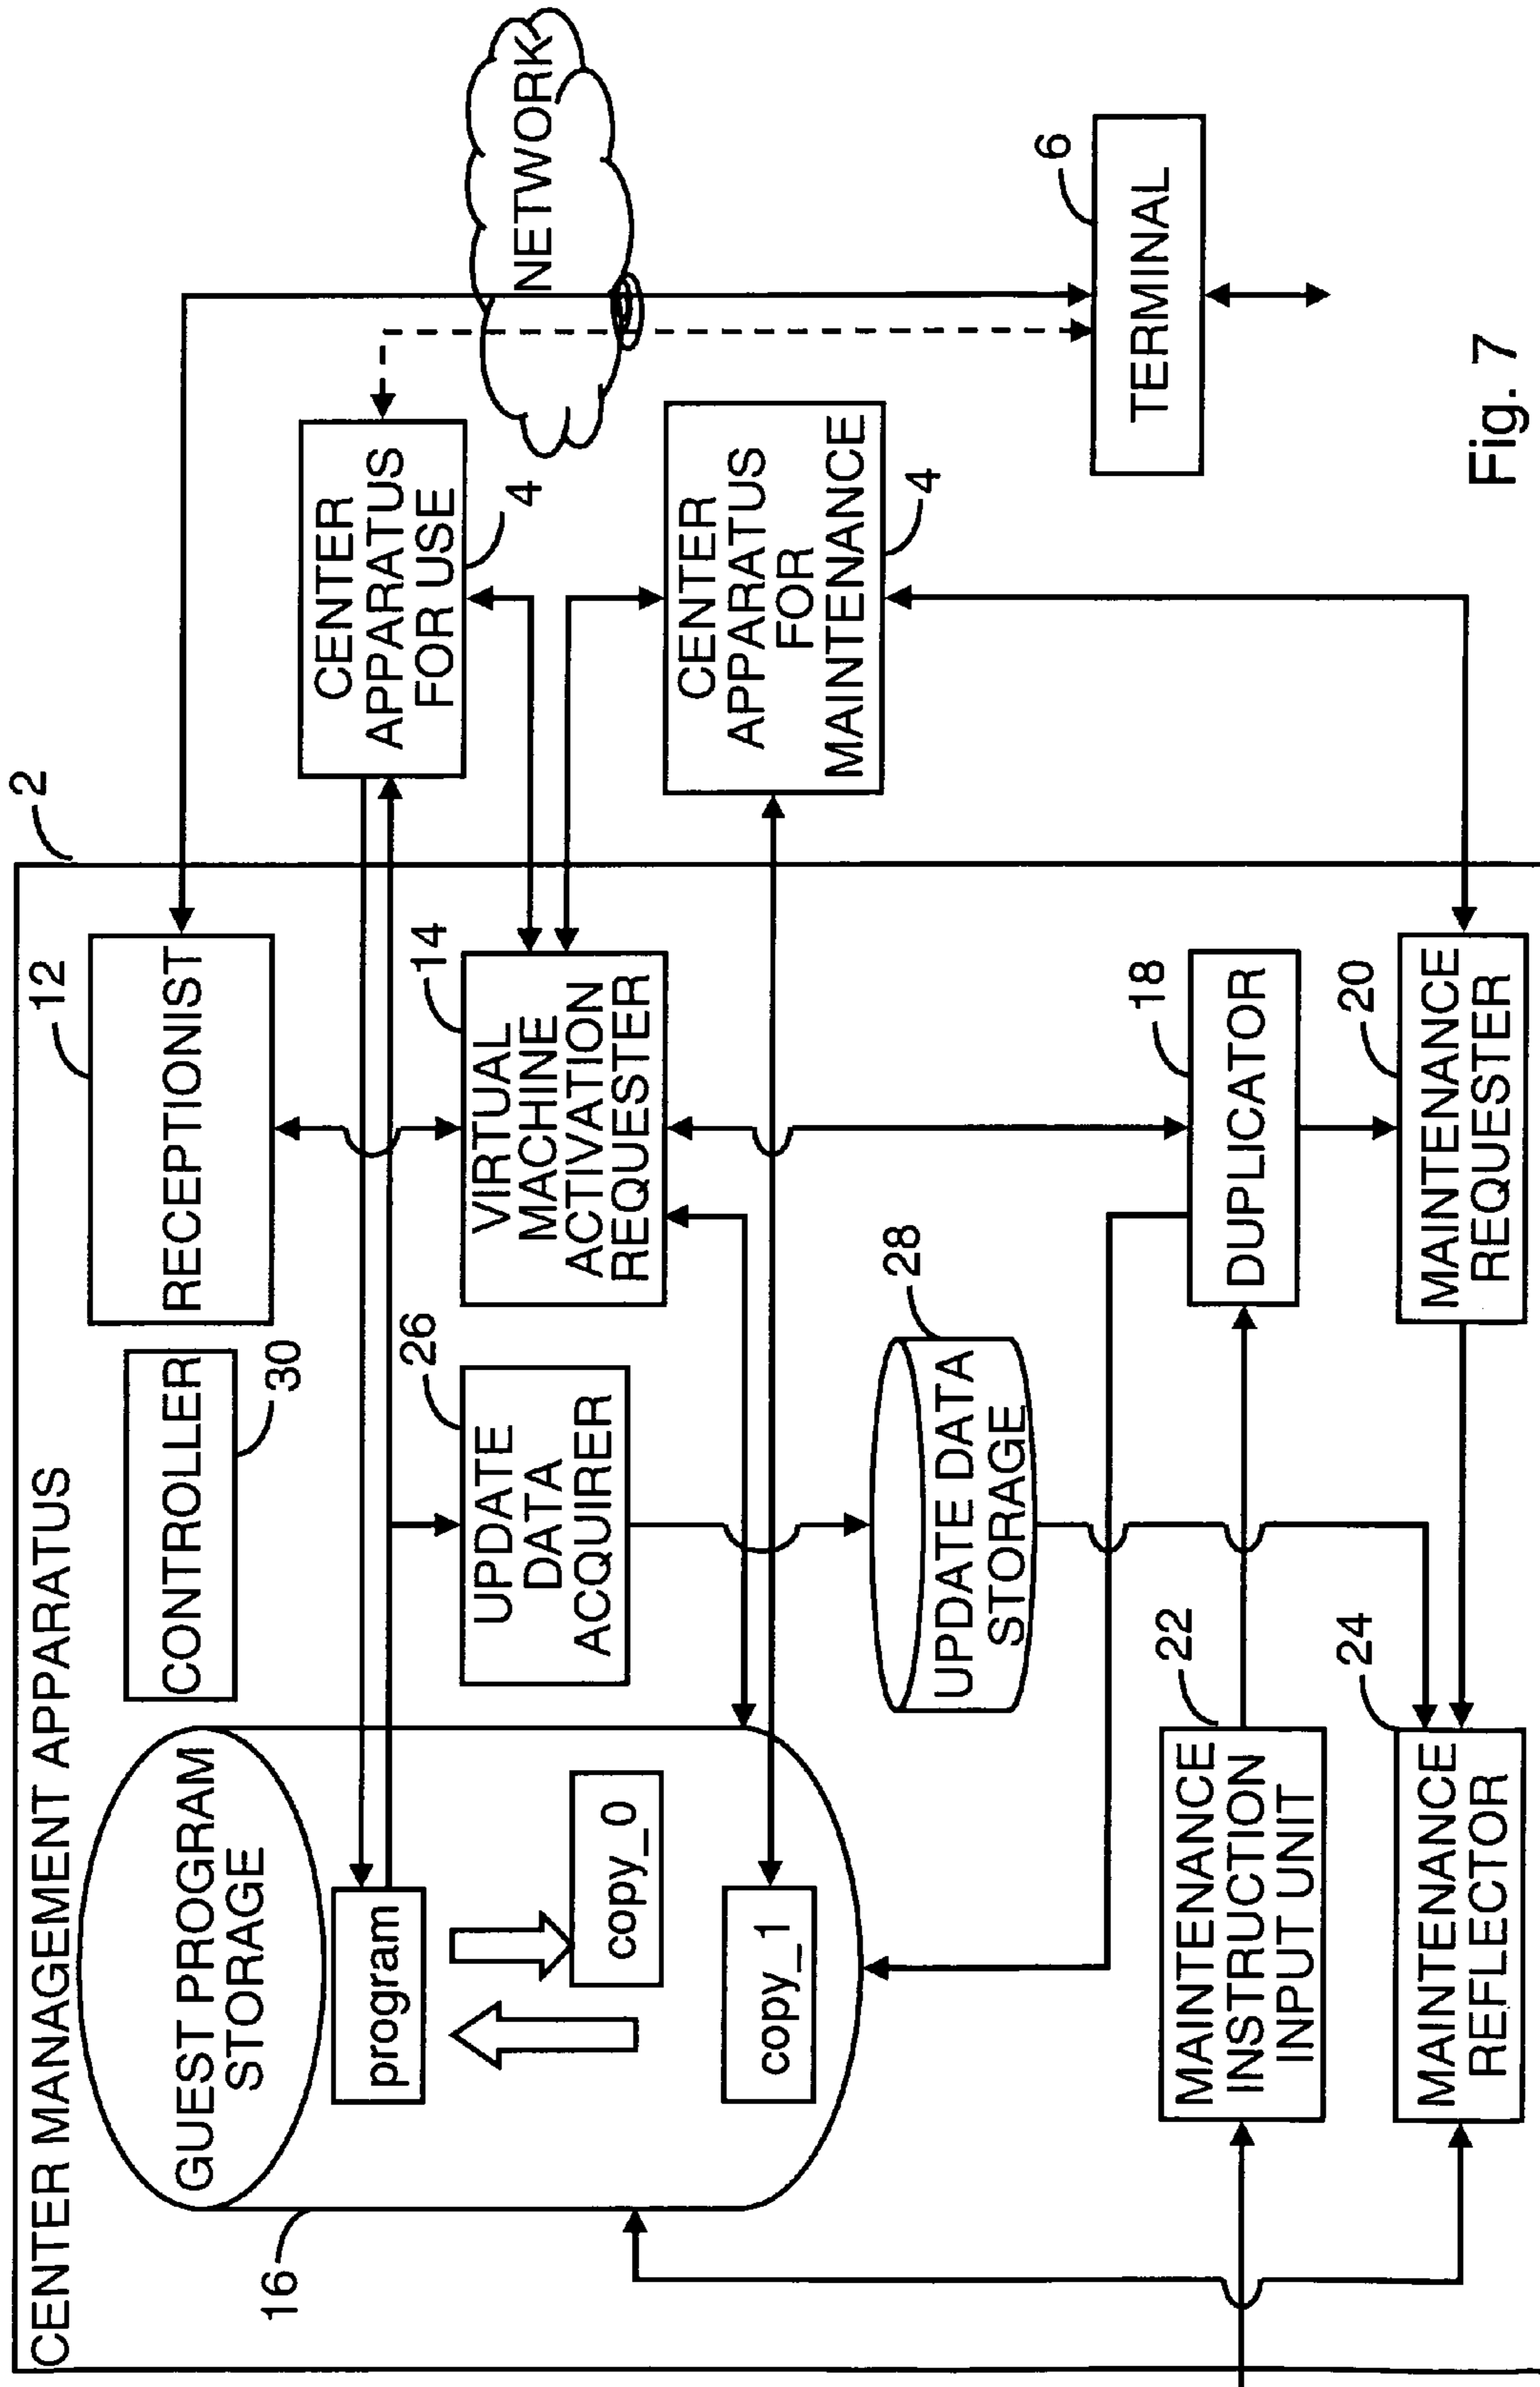 CENTER MANAGEMENT APPARATUS
2
GUEST PROGRAM
STORAGE
16
program
copy_0
copy_1
CONTROLLER
30
RECEPTIONIST
12
UPDATE
DATA
ACQUIRER
26
VIRTUAL
MACHINE
ACTIVATION
REQUESTER
14
UPDATE DATA
STORAGE
28
MAINTENANCE
INSTRUCTION
INPUT UNIT
22
DUPLICATOR
18
MAINTENANCE
REFLECTOR
24
MAINTENANCE
REQUESTER
20
CENTER
APPARATUS
FOR USE
4
CENTER
APPARATUS
FOR
MAINTENANCE
4
NETWORK
TERMINAL
6
Fig. 7